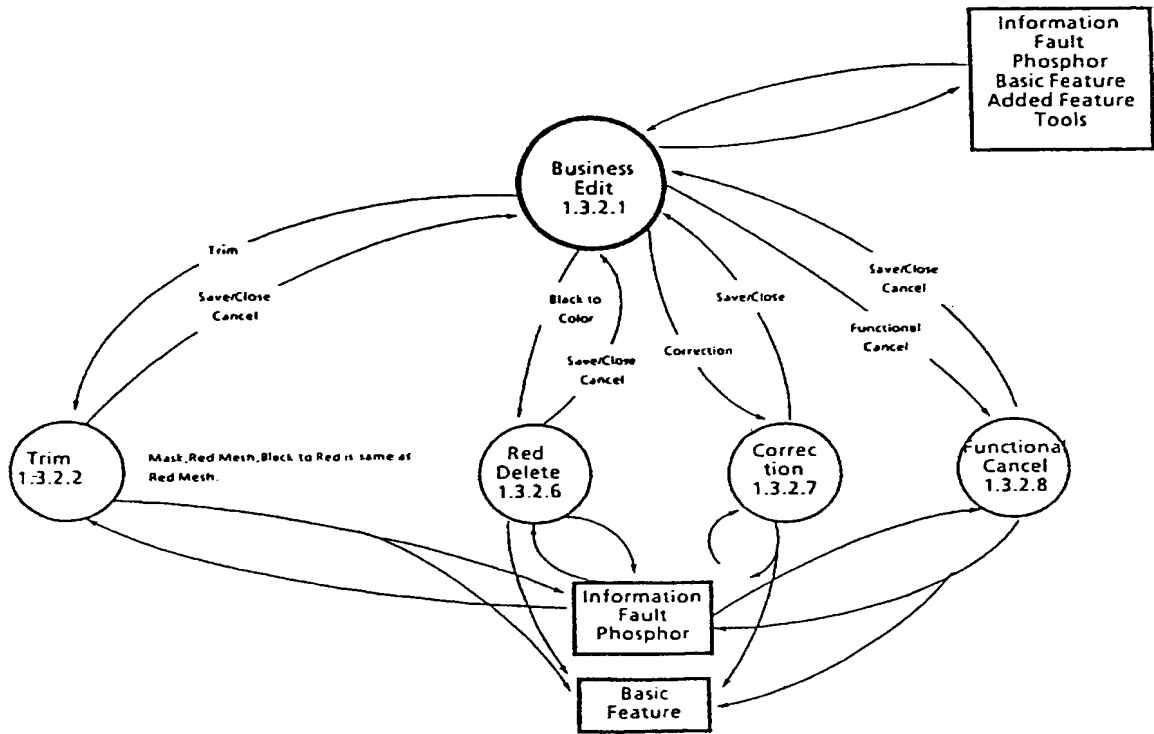 Information
Fault
Phosphor
Basic Feature
Added Feature
Tools
Business
Edit
1.3.2.1
Trim
Save/Close
Cancel
Black to
Color
Save/Close
Cancel
Correction
Save/Close
Save/Close
Cancel
Functional
Cancel
Trim
1.3.2.2
Mask,Red Mesh,Black to Red is same as
Red Mesh.
Red
Delete
1.3.2.6
Correc
tion
1.3.2.7
Functional
Cancel
1.3.2.8
Information
Fault
Phosphor
Basic
Feature